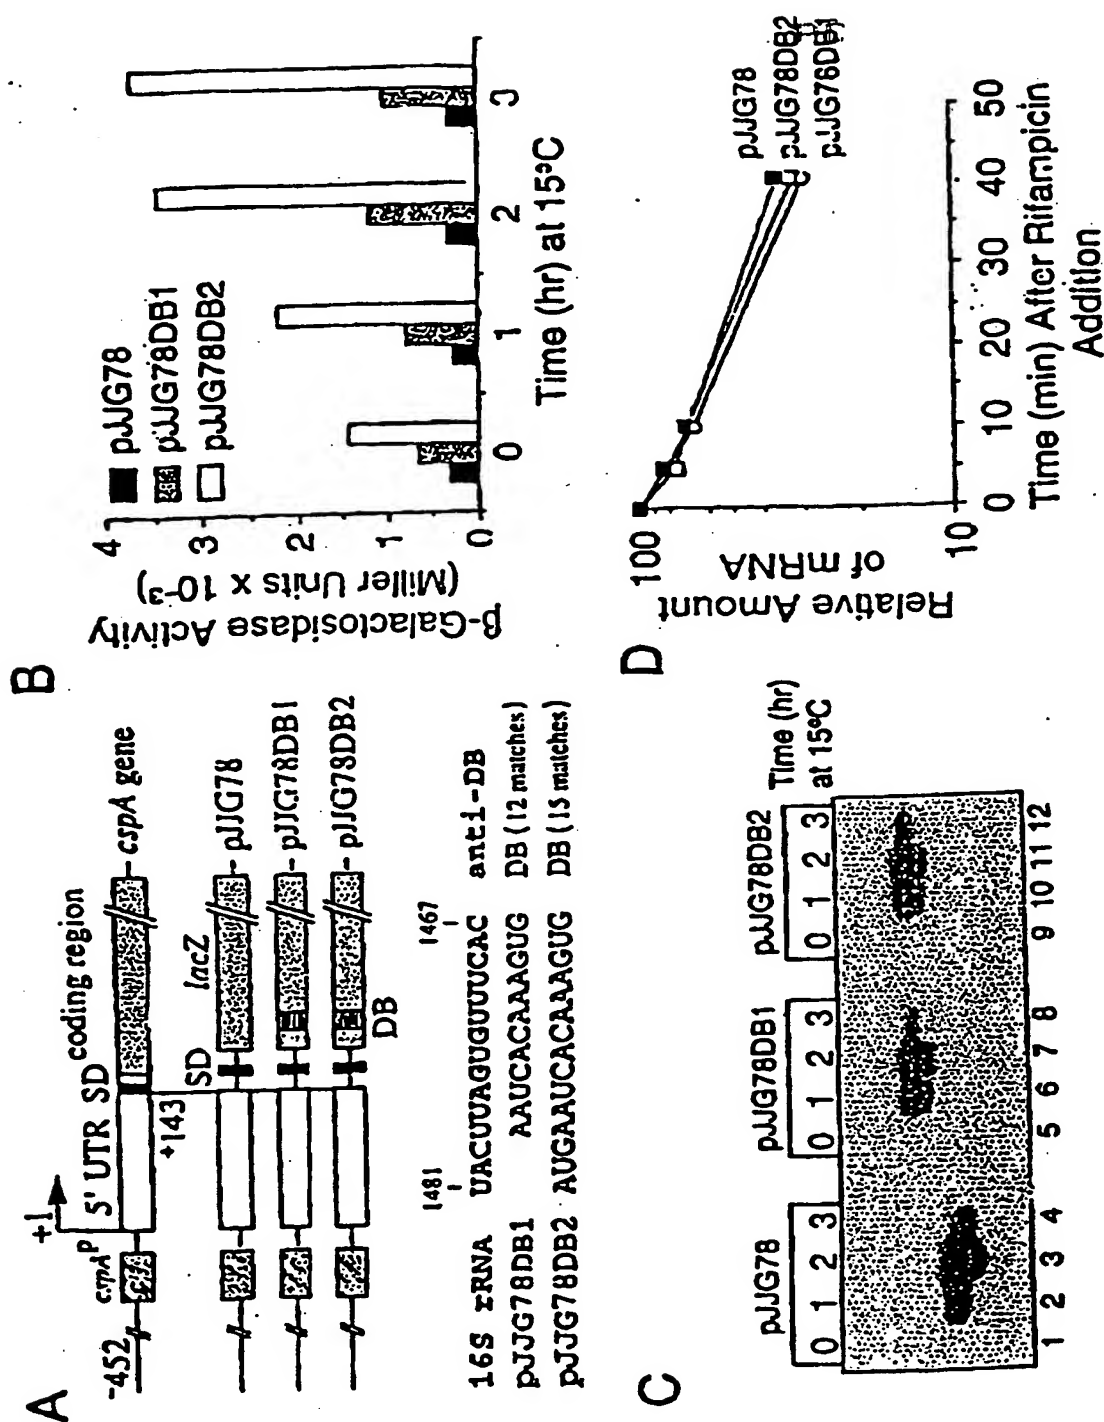 A
-452
+1
5' UTR SD coding region
cspA gene
+143
SD
lacZ
pJJG78
pJJG78DB1
pJJG78DB2
DB
1481
1467
16S rRNA UACUUAGUGUUUCAC anti-DB
pJJG78DB1 AAUCACAAAGUG DB (12 matches)
pJJG78DB2 AUGAAUCACAAAGUG DB (15 matches)
B
β-Galactosidase Activity
(Miller Units x 10-3)
4
3
2
1
0
pJJG78
pJJG78DB1
pJJG78DB2
0 1 2 3
Time (hr) at 15°C
C
pJJG78 pJJG78DB1 pJJG78DB2
0 1 2 3 0 1 2 3 0 1 2 3
Time (hr)
at 15°C
1 2 3 4 5 6 7 8 9 10 11 12
D
Relative Amount
of mRNA
100
10
pJJG78
pJJG78DB2
pJJG76DB1
0 10 20 30 40 50
Time (min) After Rifampicin
Addition